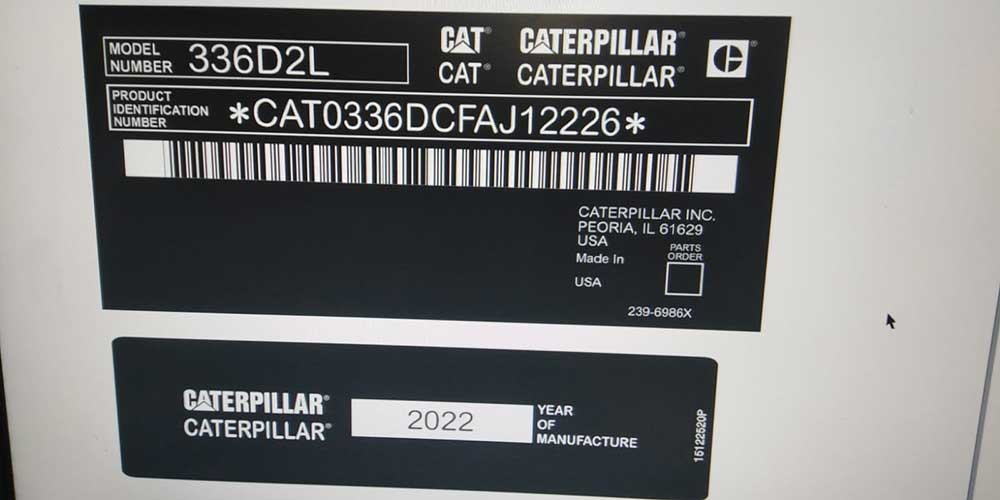 MODEL
NUMBER 336D2L
CAT® CATERPILLAR®
CAT® CATERPILLAR®
PRODUCT
IDENTIFICATION
NUMBER *CAT0336DCFAJ12226*
CATERPILLAR INC.
PEORIA, IL 61629
USA
Made In
USA
PARTS
ORDER
239-6986X
CATERPILLAR®
CATERPILLAR®
2022
YEAR
OF
MANUFACTURE
15122520P